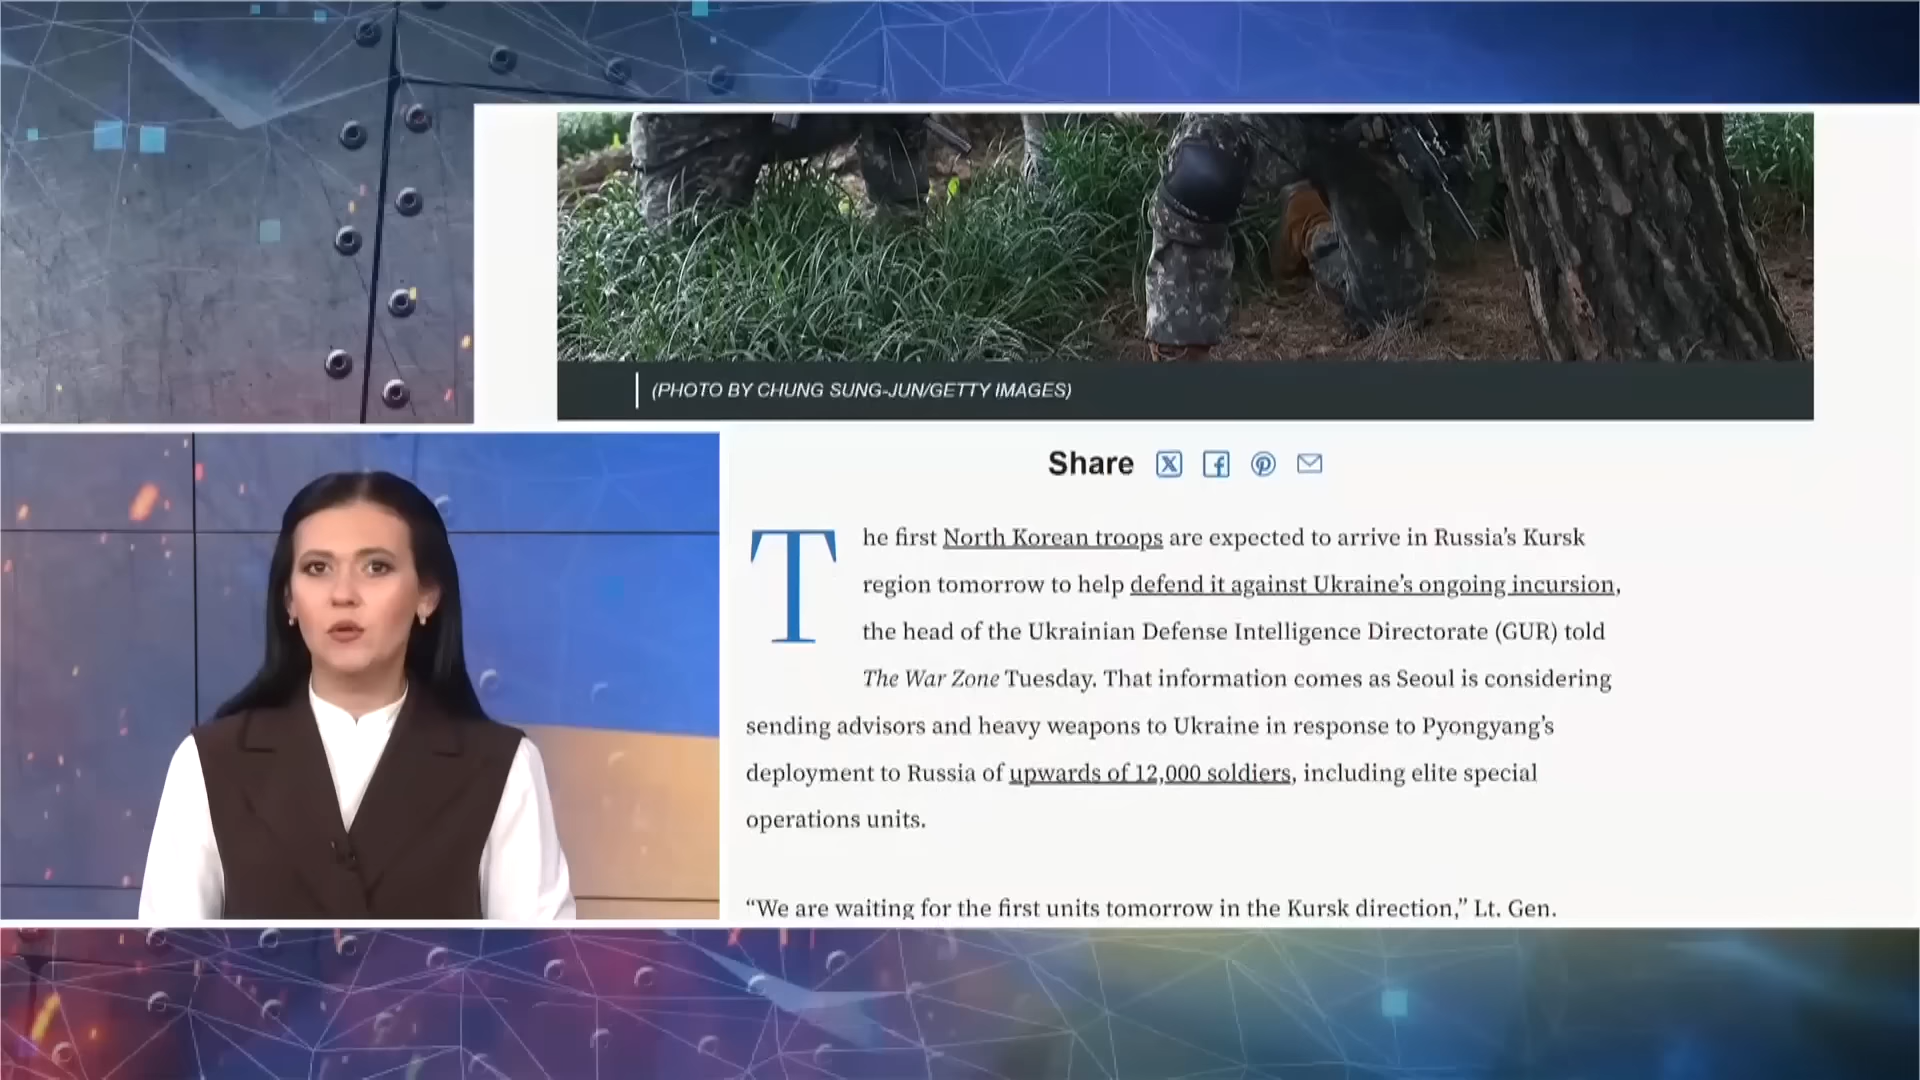 (PHOTO BY CHUNG SUNG-JUN/GETTY IMAGES)
Share
The first North Korean troops are expected to arrive in Russia’s Kursk
region tomorrow to help defend it against Ukraine’s ongoing incursion,
the head of the Ukrainian Defense Intelligence Directorate (GUR) told
The War Zone Tuesday. That information comes as Seoul is considering
sending advisors and heavy weapons to Ukraine in response to Pyongyang’s
deployment to Russia of upwards of 12,000 soldiers, including elite special
operations units.
“We are waiting for the first units tomorrow in the Kursk direction,” Lt. Gen.